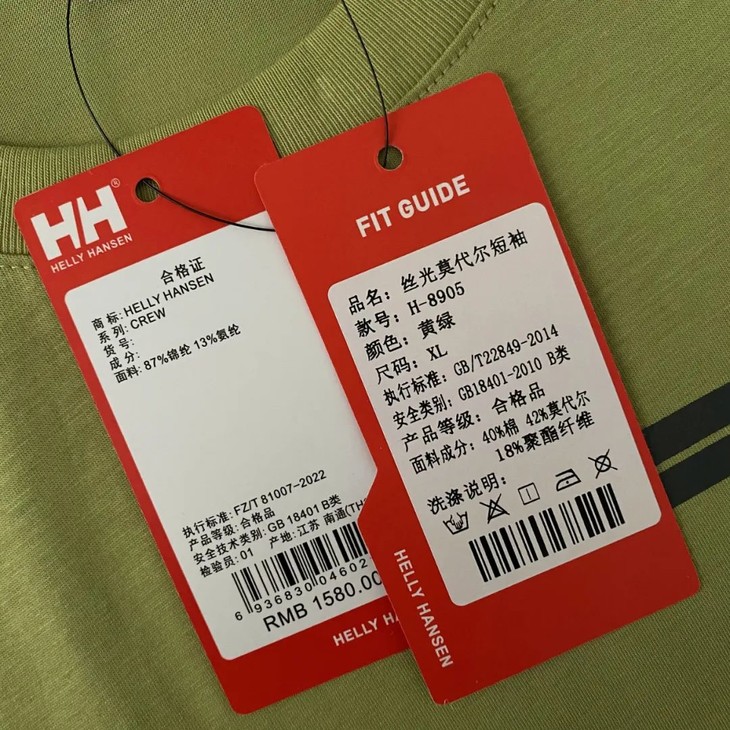 HH®
HELLY HANSEN
合格证
商标: HELLY HANSEN
系列: CREW
货号:
成分:
面料: 87%锦纶 13%氨纶
执行标准: FZ/T 81007-2022
产品等级: 合格品
安全技术类别: GB 18401 B类
检验员: 01 产地: 江苏 南通(TH
6 936830 04602
RMB 1580.00
HELLY HA
FIT GUIDE
品名: 丝光莫代尔短袖
款号: H-8905
颜色: 黄绿
尺码: XL
执行标准: GB/T22849-2014
安全类别: GB18401-2010 B类
产品等级: 合格品
面料成分: 40%棉 42%莫代尔
18%聚酯纤维
洗涤说明:
HELLY HANSEN